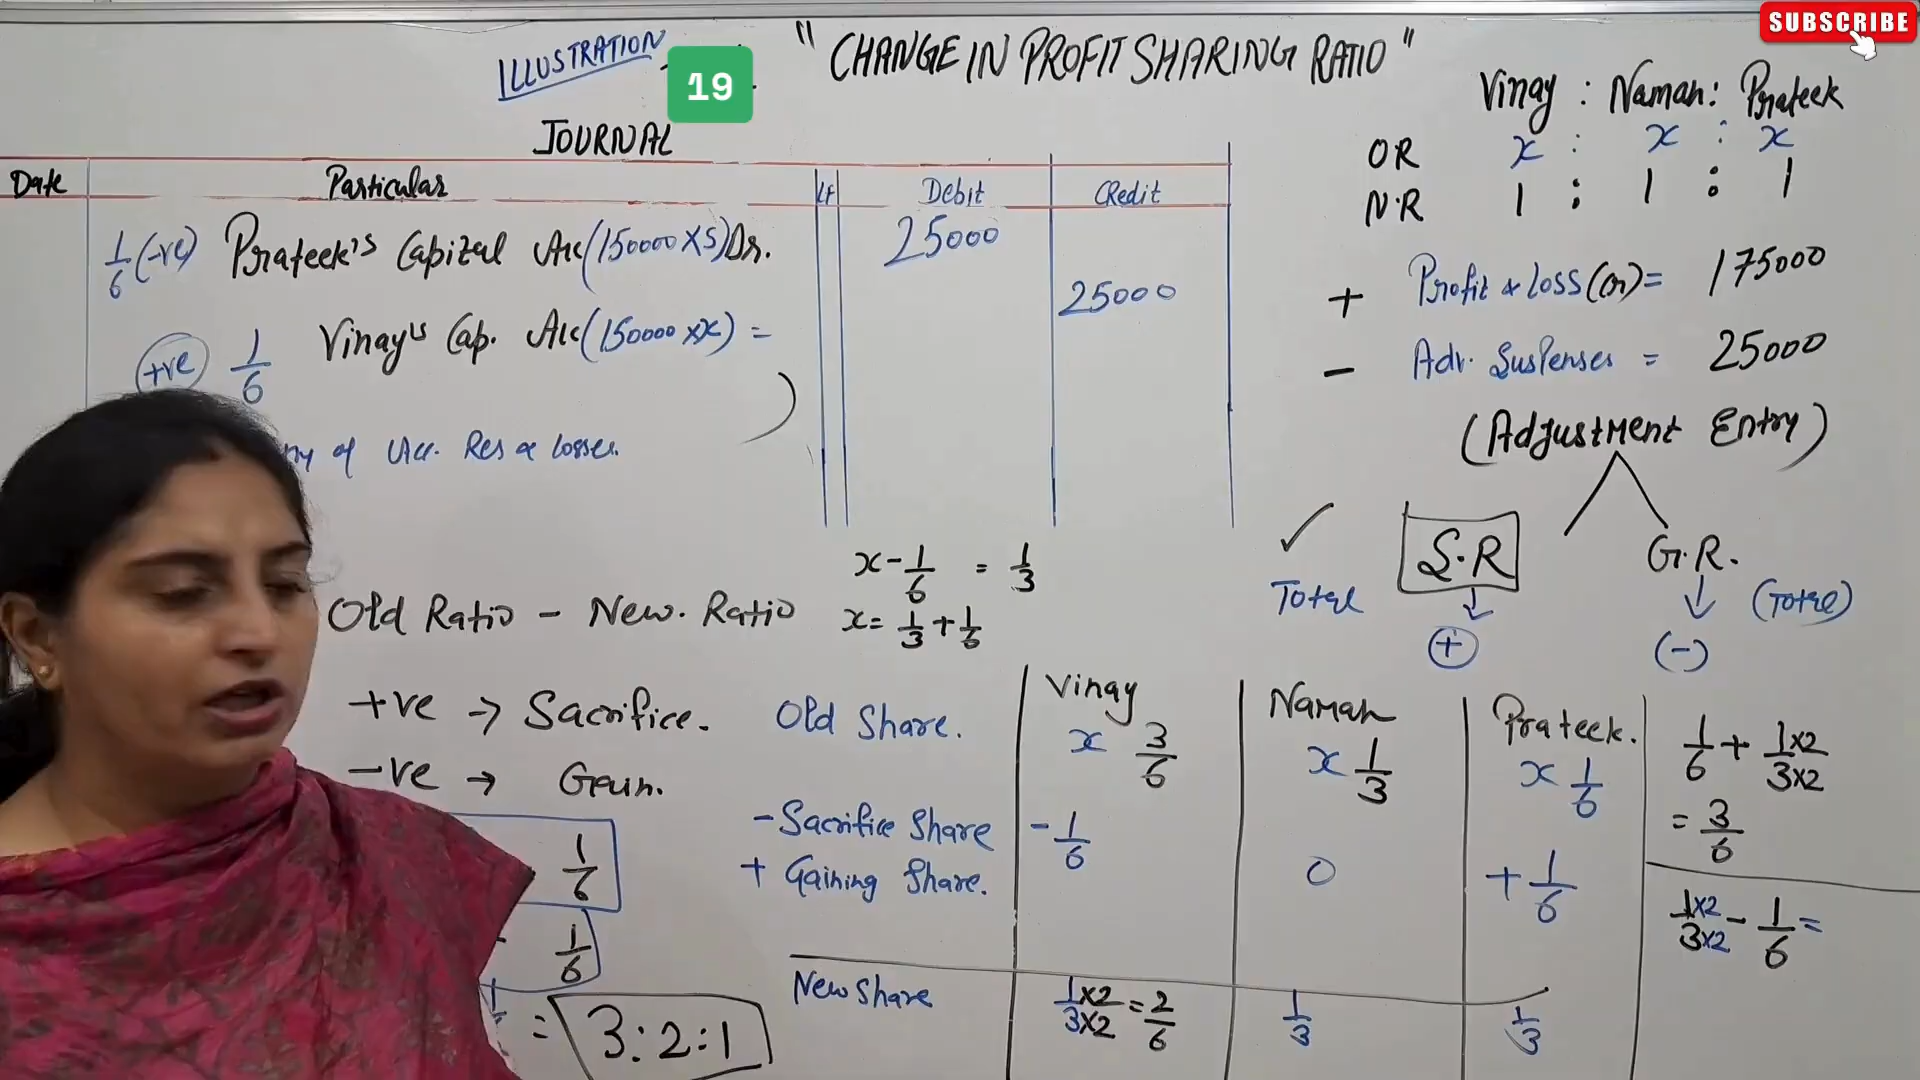 SUBSCRIBE
ILLUSTRATION 19
" CHANGE IN PROFIT SHARING RATIO "
JOURNAL
Date Particular LF Debit Credit
1/6 (-ve) Prateek's Capital A/c (150000 X 5) Dr. 25000
25000
+ve 1/6 Vinay's Cap. A/c (150000 X x) =
of Acc. Res & losses.
Vinay : Naman : Prateek
OR x : x : x
N.R 1 : 1 : 1
+ Profit & Loss (Cr) = 175000
- Adv. Suspenses = 25000
(Adjustment Entry)
Total S.R G.R. (Total)
+ (-)
x - 1/6 = 1/3
x = 1/3 + 1/6
Old Ratio - New. Ratio
+ve → Sacrifice.
-ve → Gain.
1/6
1/6
= 3:2:1
Vinay Naman Prateek.
Old Share. x 3/6 x 1/3 x 1/6
- Sacrifice Share - 1/6
+ Gaining Share. 0 + 1/6
New Share 1x2/3x2 = 2/6 1/3 1/3
1/6 + 1x2/3x2
= 3/6
1x2/3x2 - 1/6 =